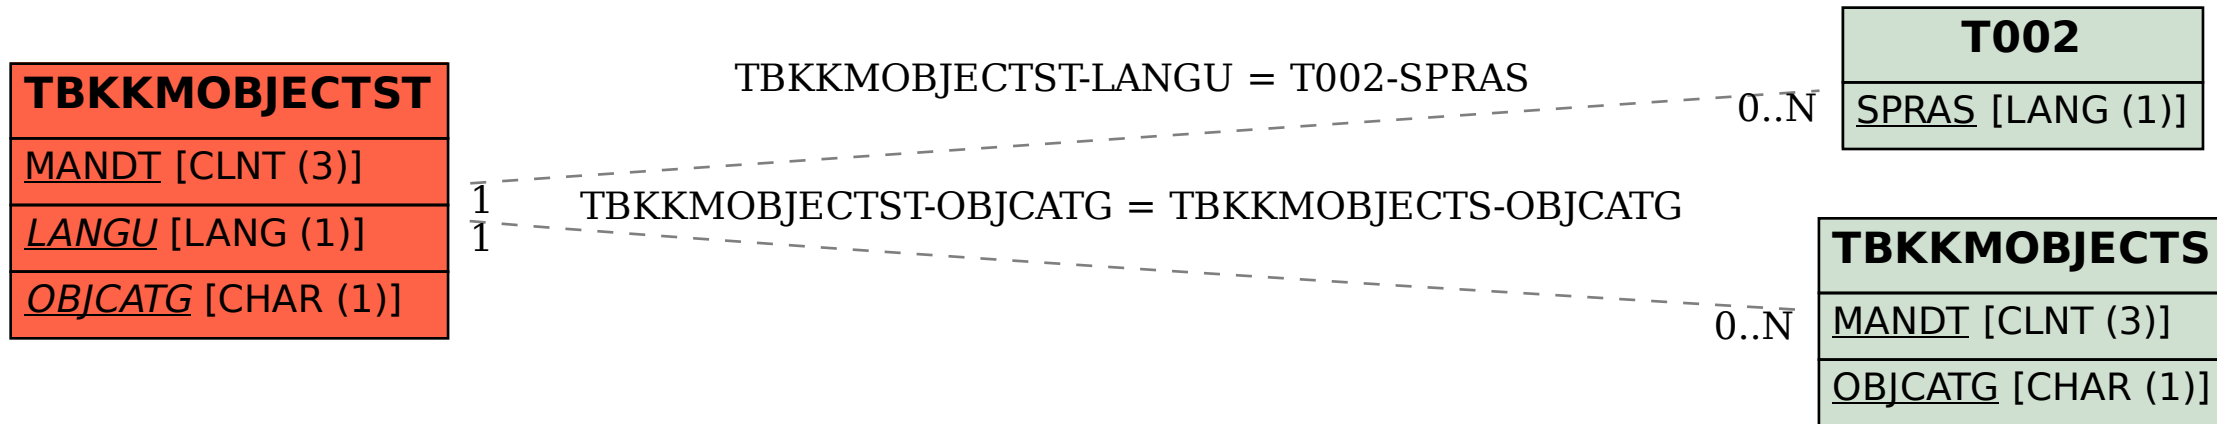 TBKKMOBJECTST
MANDT [CLNT (3)]
LANGU [LANG (1)]
OBJCATG [CHAR (1)]
TBKKMOBJECTST-LANGU = T002-SPRAS
1
0..N
TBKKMOBJECTST-OBJCATG = TBKKMOBJECTS-OBJCATG
1
0..N
T002
SPRAS [LANG (1)]
TBKKMOBJECTS
MANDT [CLNT (3)]
OBJCATG [CHAR (1)]